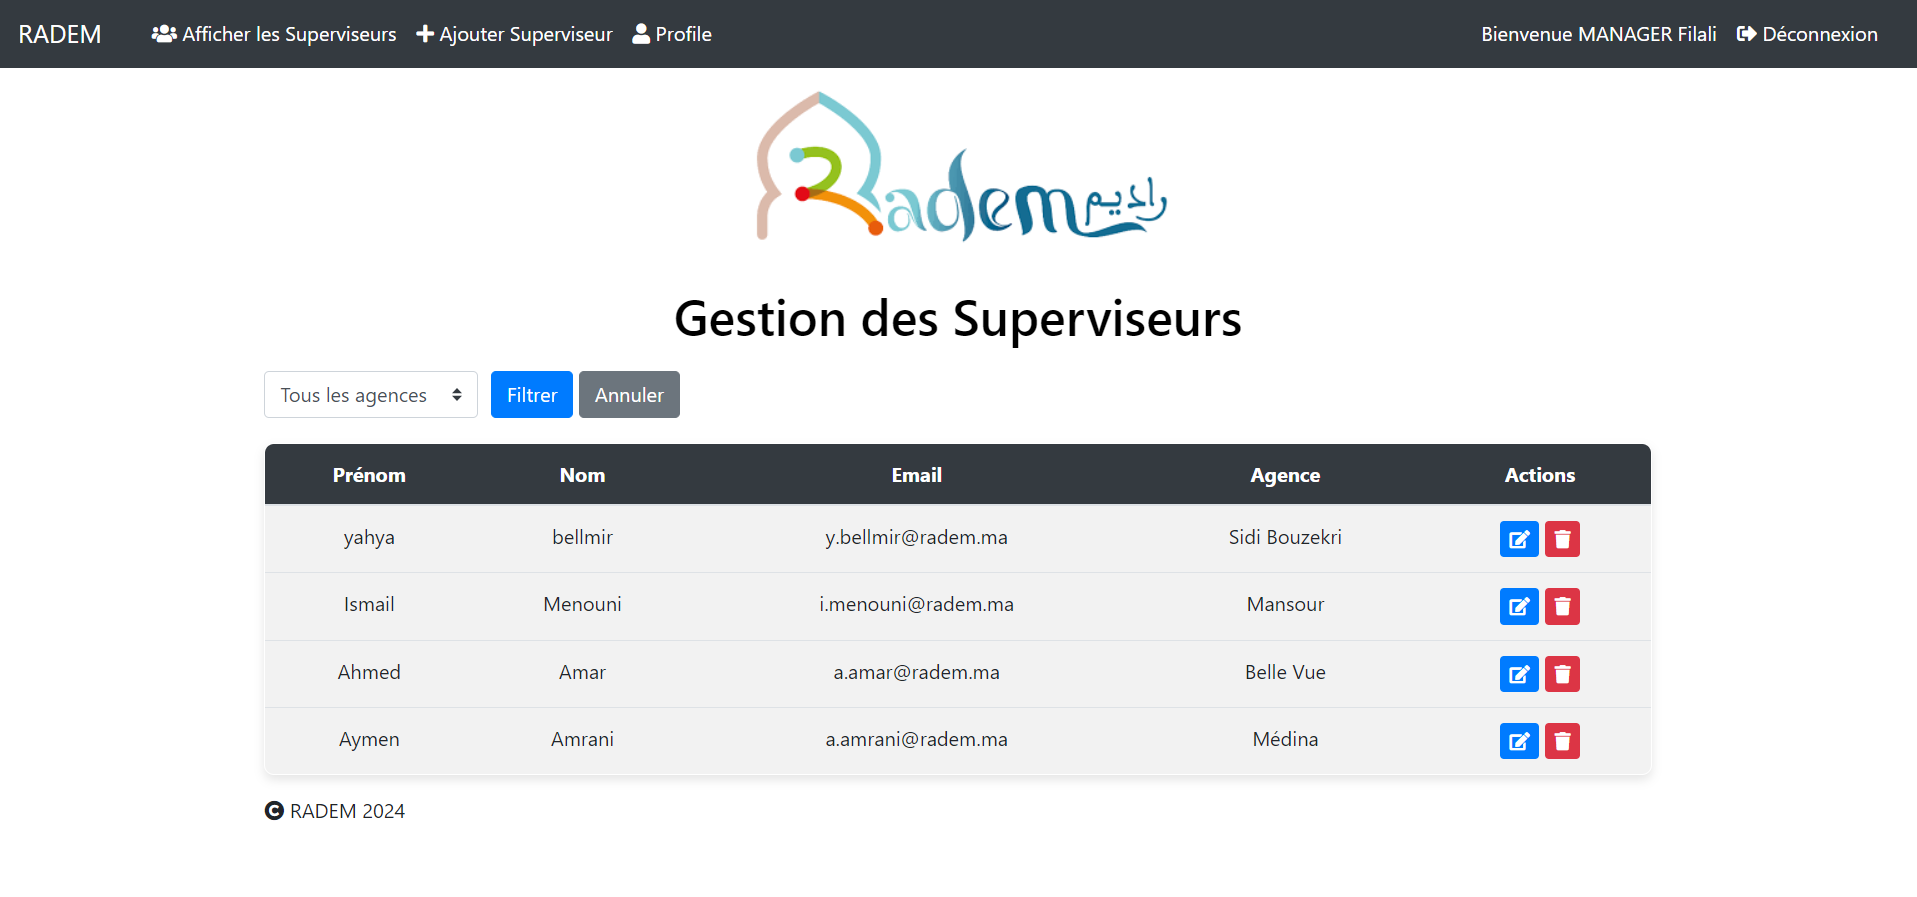 RADEM Afficher les Superviseurs Ajouter Superviseur Profile Bienvenue MANAGER Filali Déconnexion
Radem راديم
Gestion des Superviseurs
Tous les agences Filtrer Annuler
Prénom Nom Email Agence Actions
yahya bellmir y.bellmir@radem.ma Sidi Bouzekri
Ismail Menouni i.menouni@radem.ma Mansour
Ahmed Amar a.amar@radem.ma Belle Vue
Aymen Amrani a.amrani@radem.ma Médina
© RADEM 2024